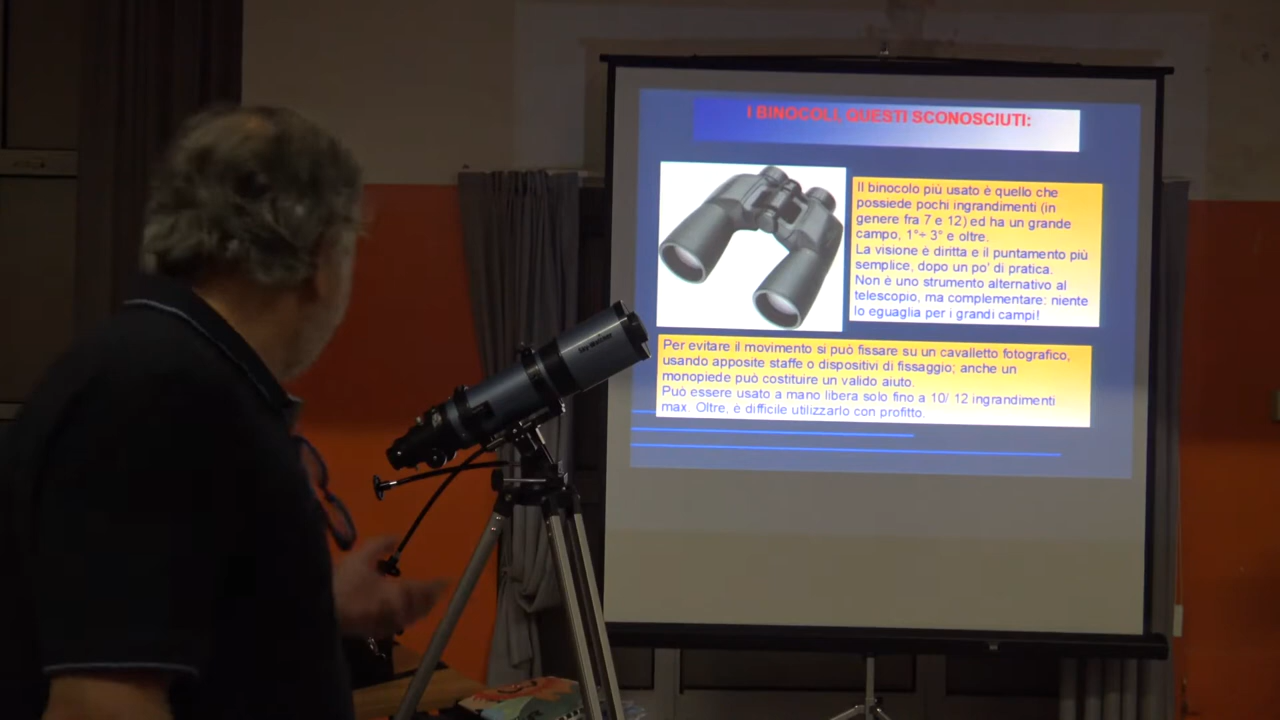 I BINOCOLI, QUESTI SCONOSCIUTI:
Il binocolo più usato è quello che
possiede pochi ingrandimenti (in
genere fra 7 e 12) ed ha un grande
campo, 1°÷ 3° e oltre.
La visione è diritta e il puntamento più
semplice, dopo un po' di pratica.
Non è uno strumento alternativo al
telescopio, ma complementare: niente
lo eguaglia per i grandi campi!
Per evitare il movimento si può fissare su un cavalletto fotografico,
usando apposite staffe o dispositivi di fissaggio; anche un
monopiede può costituire un valido aiuto.
Può essere usato a mano libera solo fino a 10/ 12 ingrandimenti
max. Oltre, è difficile utilizzarlo con profitto.
Sky-Watcher